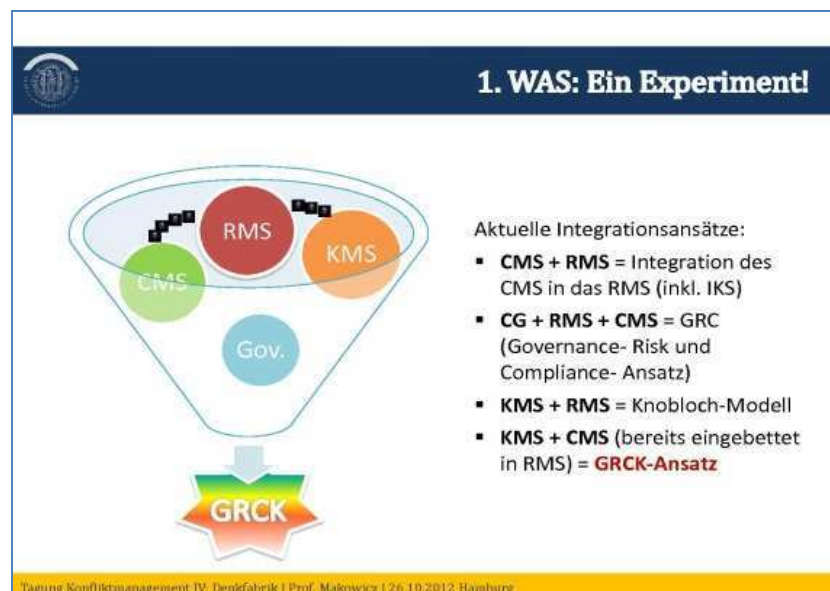 1. WAS: Ein Experiment!
RMS
CMS
KMS
Gov.
GRCK
Aktuelle Integrationsansätze:
▪ CMS + RMS = Integration des
CMS in das RMS (inkl. IKS)
▪ CG + RMS + CMS = GRC
(Governance- Risk und
Compliance- Ansatz)
▪ KMS + RMS = Knobloch-Modell
▪ KMS + CMS (bereits eingebettet
in RMS) = GRCK-Ansatz
Tagung Konfliktmanagement IV: Denkfabrik | Prof. Makowicz | 26.10.2012 Hamburg